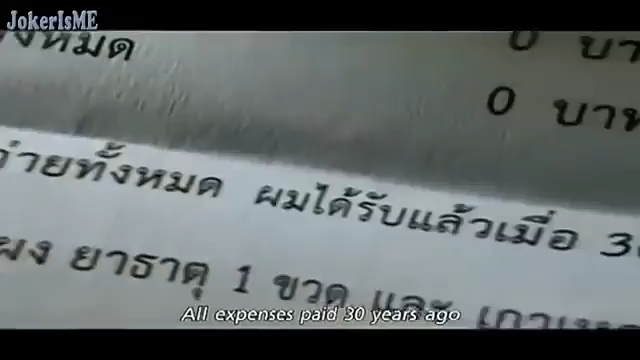 JokerIsME
ั้งหมด 0 บา
0 บาท
จ่ายทั้งหมด ผมได้รับแล้วเมื่อ 3
ผง ยาธาตุ 1 ขวด และ
All expenses paid 30 years ago